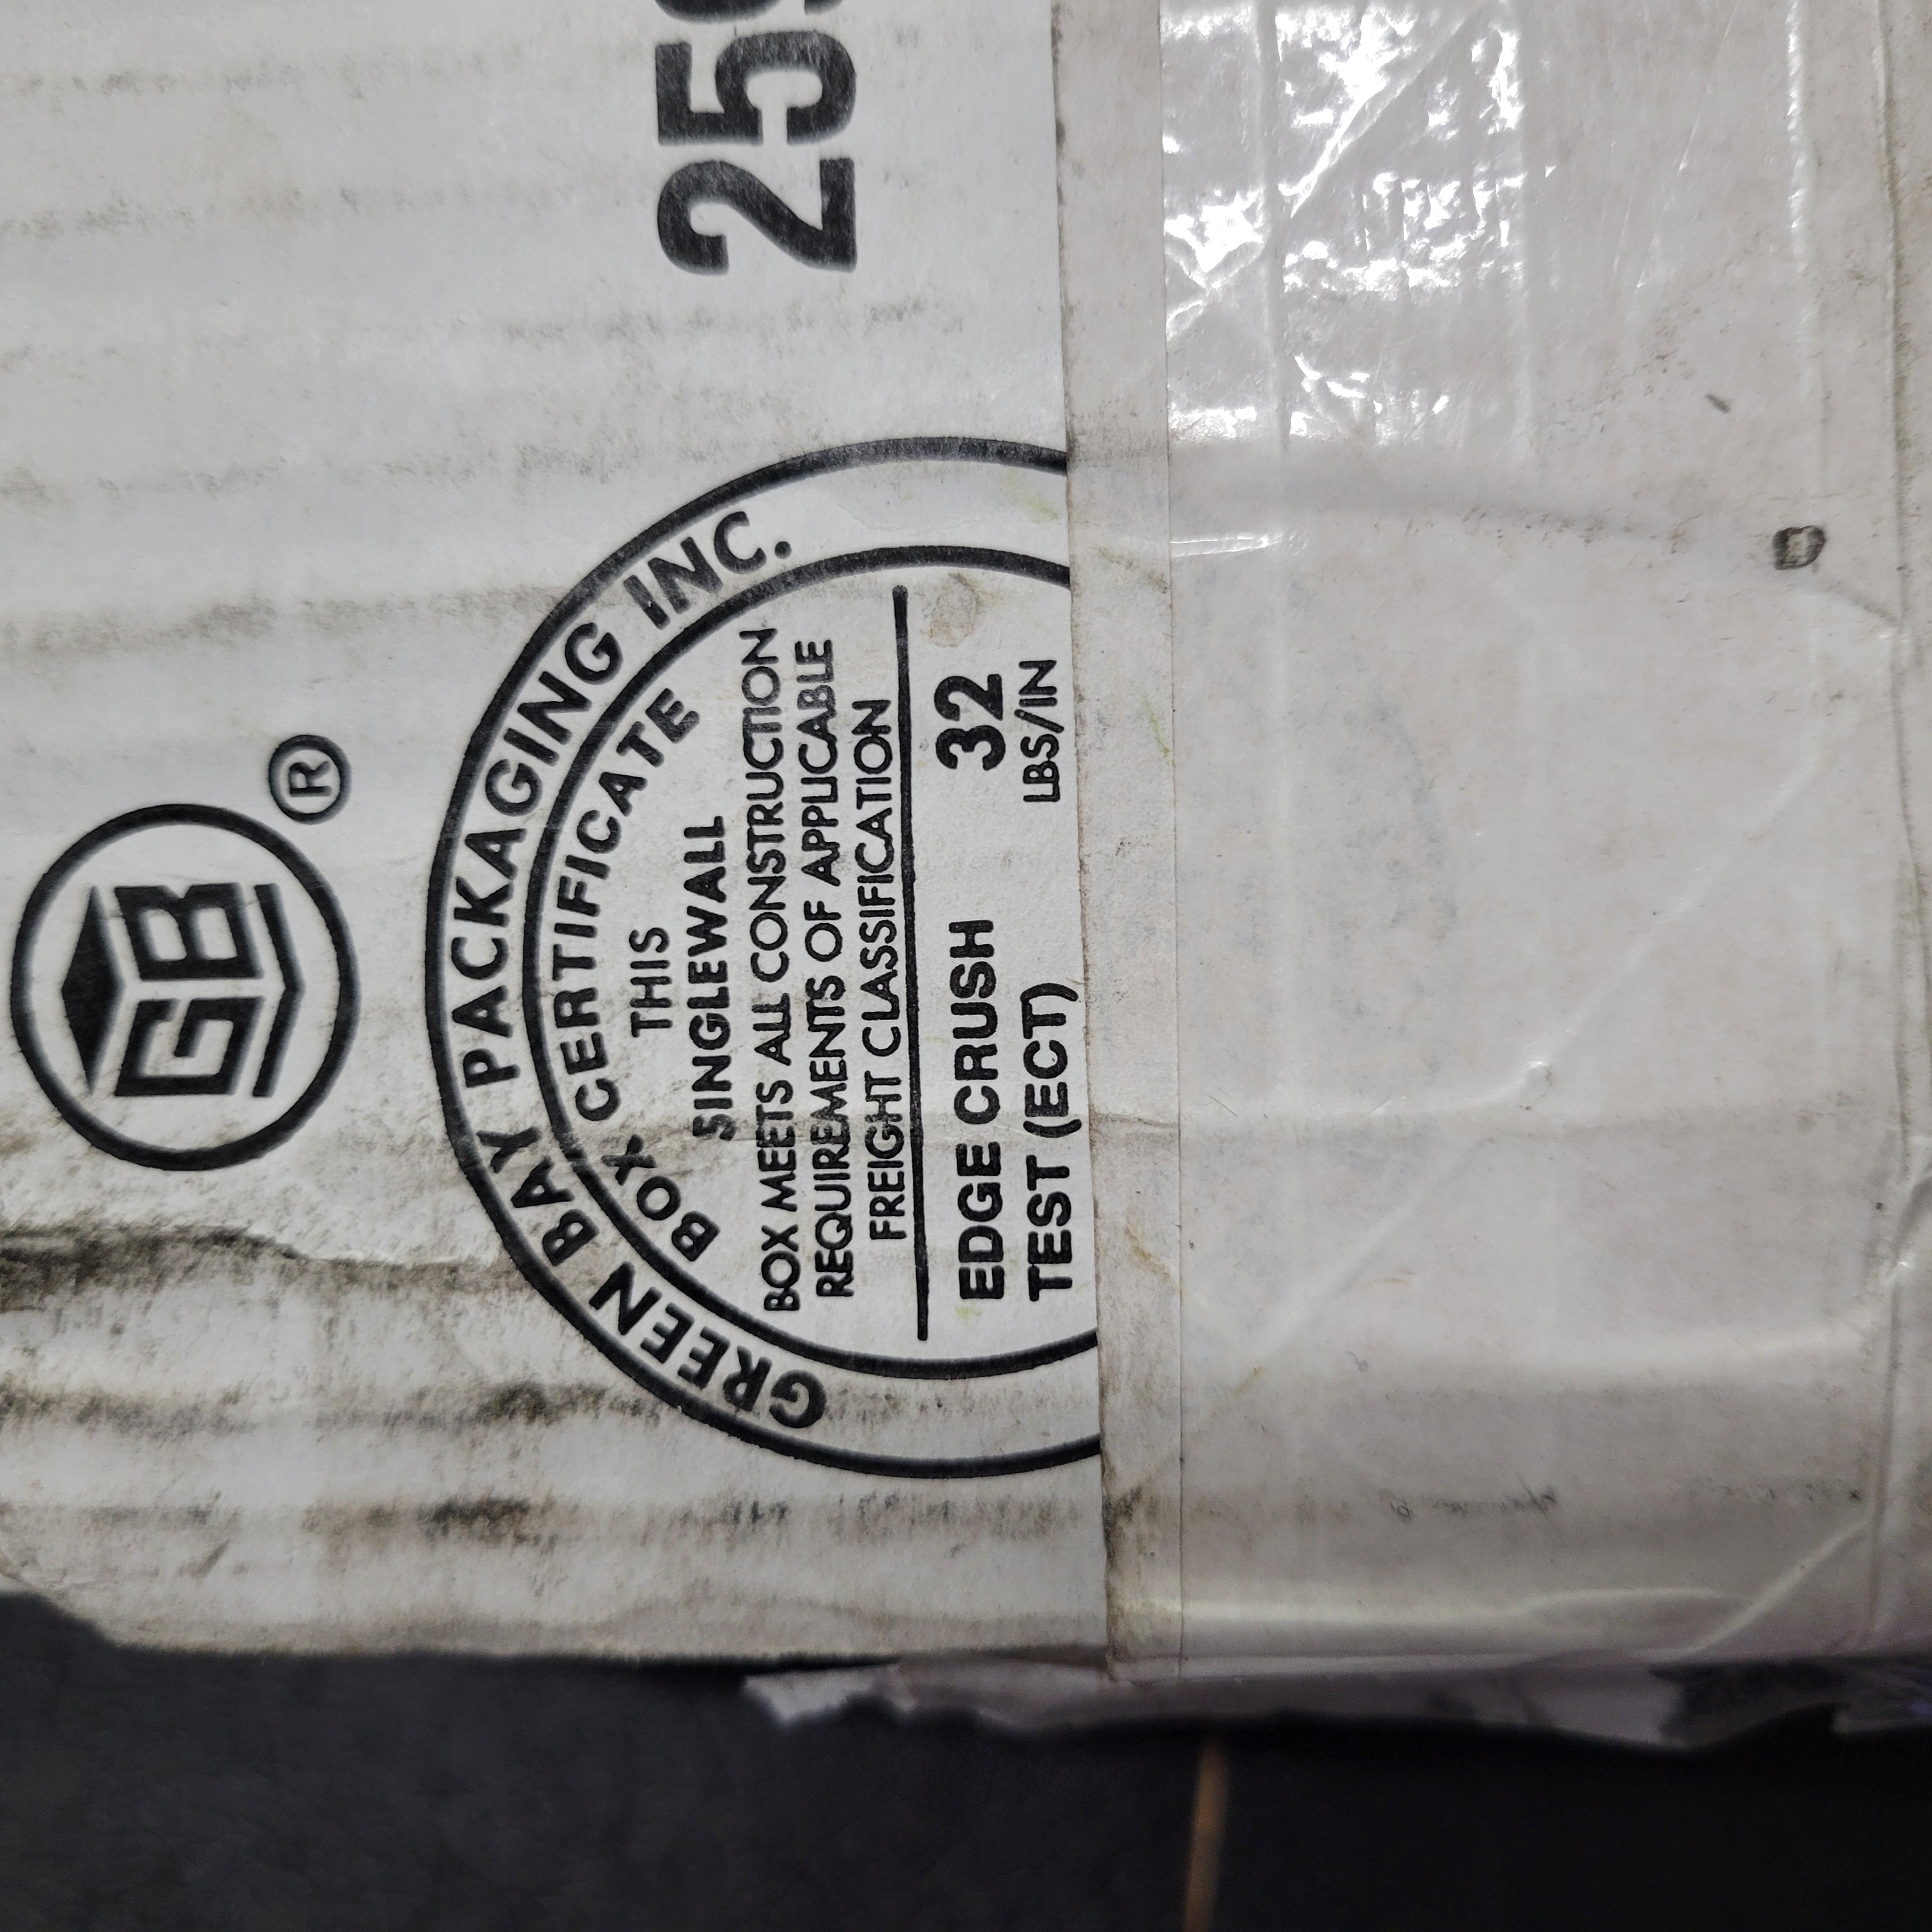 GB
®
GREEN BAY PACKAGING INC.
BOX CERTIFICATE
THIS
SINGLEWALL
BOX MEETS ALL CONSTRUCTION
REQUIREMENTS OF APPLICABLE
FREIGHT CLASSIFICATION
EDGE CRUSH 32
TEST (ECT) LBS/IN
25